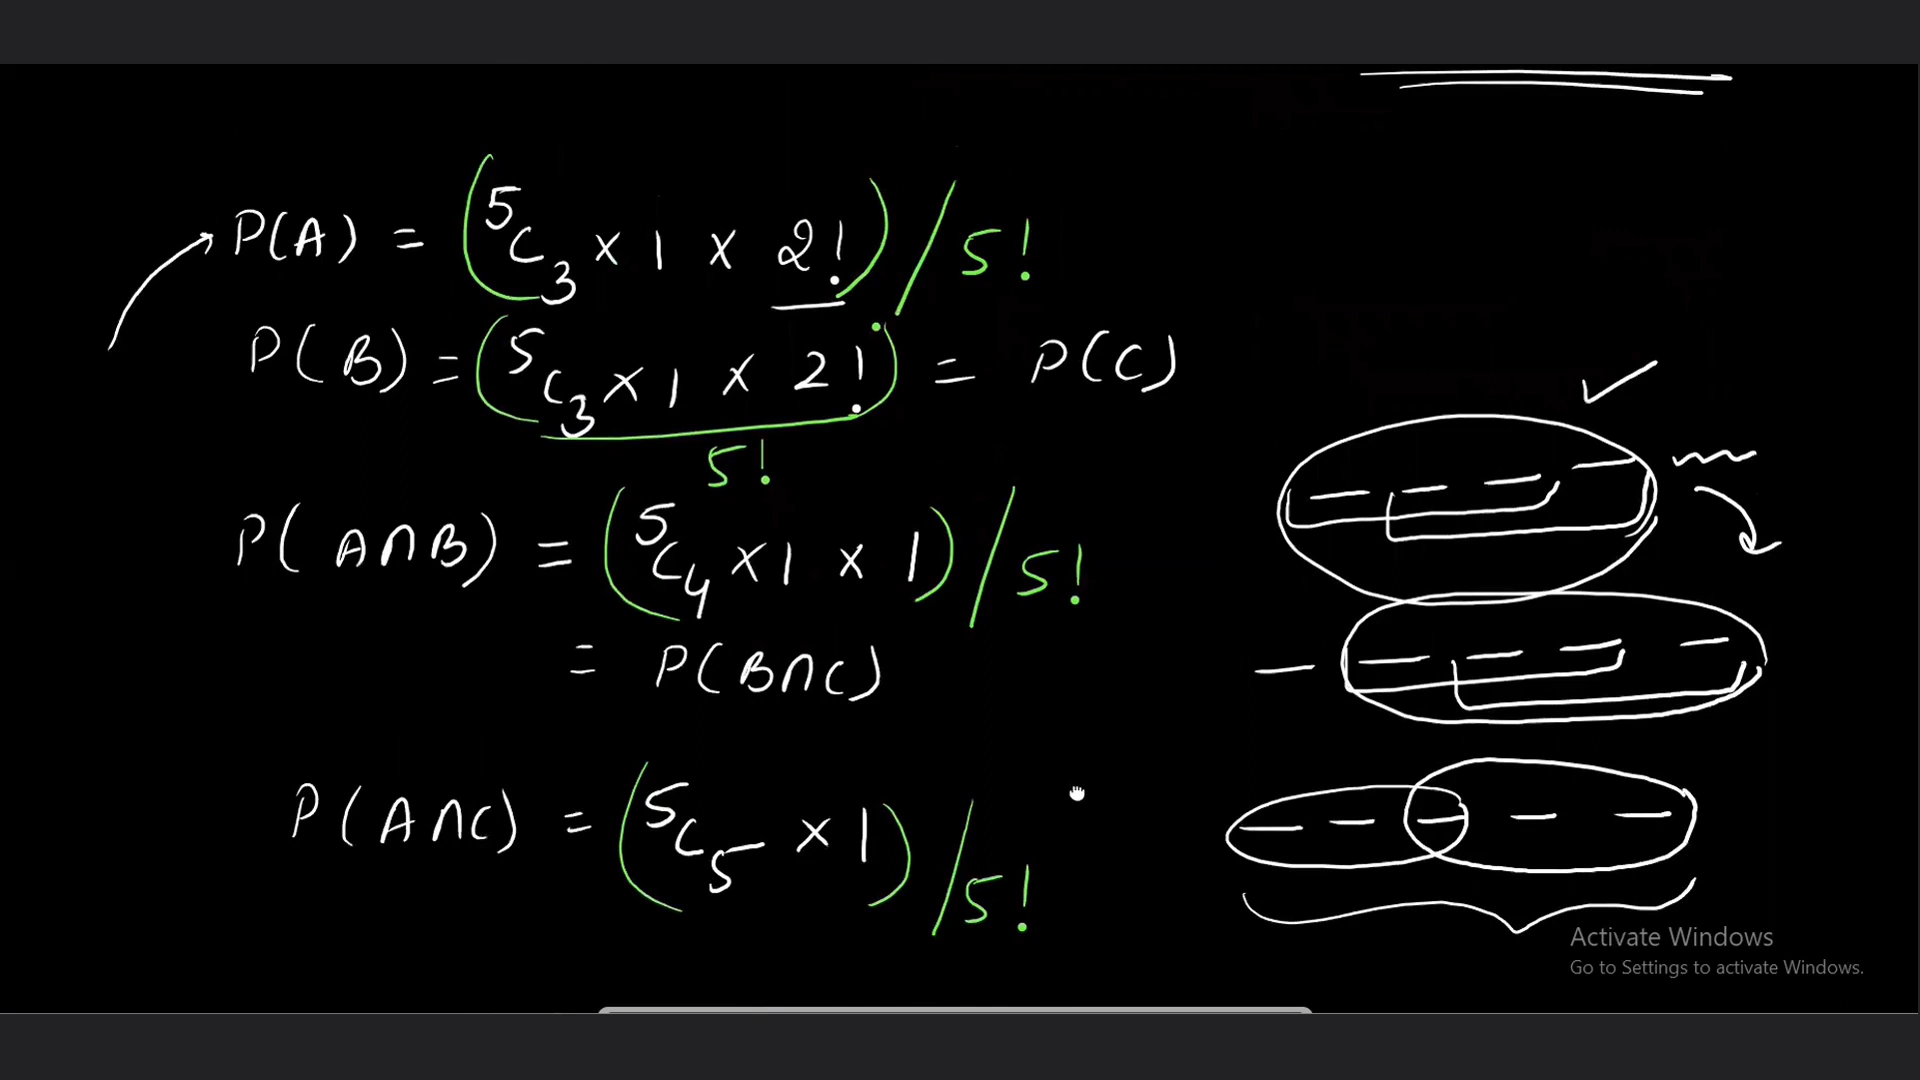 P(A) = (⁵C₃ × 1 × 2!) / 5!
P(B) = (⁵C₃ × 1 × 2!) / 5! = P(C)
P(A∩B) = (⁵C₄ × 1 × 1) / 5!
= P(B∩C)
P(A∩C) = (⁵C₅ × 1) / 5!
Activate Windows
Go to Settings to activate Windows.